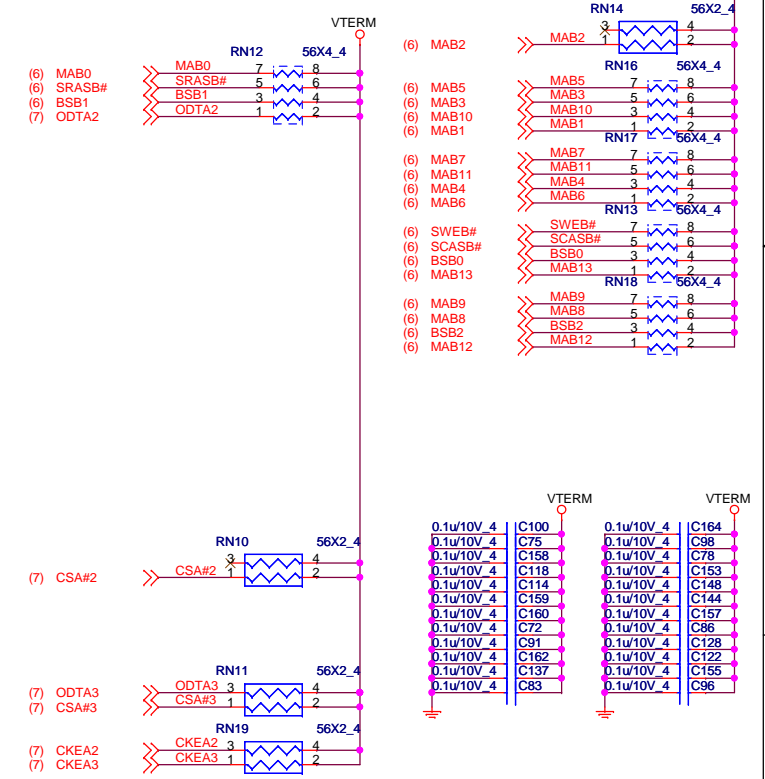 VTERM
RN12 56X4_4
(6) MAB0 MAB0 7 8
(6) SRASB# SRASB# 5 6
(6) BSB1 BSB1 3 4
(7) ODTA2 ODTA2 1 2
RN10 56X2_4
3 4
(7) CSA#2 CSA#2 1 2
RN11 56X2_4
(7) ODTA3 ODTA3 3 4
(7) CSA#3 CSA#3 1 2
RN19 56X2_4
(7) CKEA2 CKEA2 3 4
(7) CKEA3 CKEA3 1 2
RN14 56X2_4
3 4
(6) MAB2 MAB2 1 2
RN16 56X4_4
(6) MAB5 MAB5 7 8
(6) MAB3 MAB3 5 6
(6) MAB10 MAB10 3 4
(6) MAB1 MAB1 1 2
RN17 56X4_4
(6) MAB7 MAB7 7 8
(6) MAB11 MAB11 5 6
(6) MAB4 MAB4 3 4
(6) MAB6 MAB6 1 2
RN13 56X4_4
(6) SWEB# SWEB# 7 8
(6) SCASB# SCASB# 5 6
(6) BSB0 BSB0 3 4
(6) MAB13 MAB13 1 2
RN18 56X4_4
(6) MAB9 MAB9 7 8
(6) MAB8 MAB8 5 6
(6) BSB2 BSB2 3 4
(6) MAB12 MAB12 1 2
VTERM
0.1u/10V_4 C100
0.1u/10V_4 C75
0.1u/10V_4 C158
0.1u/10V_4 C118
0.1u/10V_4 C114
0.1u/10V_4 C159
0.1u/10V_4 C160
0.1u/10V_4 C72
0.1u/10V_4 C91
0.1u/10V_4 C162
0.1u/10V_4 C137
0.1u/10V_4 C83
VTERM
0.1u/10V_4 C164
0.1u/10V_4 C98
0.1u/10V_4 C78
0.1u/10V_4 C153
0.1u/10V_4 C148
0.1u/10V_4 C144
0.1u/10V_4 C157
0.1u/10V_4 C86
0.1u/10V_4 C128
0.1u/10V_4 C122
0.1u/10V_4 C155
0.1u/10V_4 C96